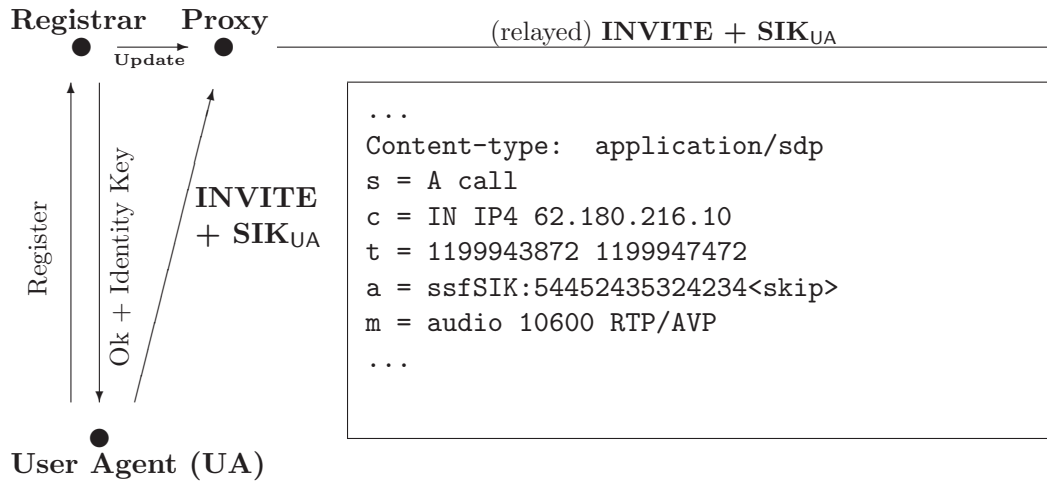 Registrar Proxy
(relayed) INVITE + SIK_UA
Update
Register
Ok + Identity Key
INVITE
+ SIK_UA
...
Content-type: application/sdp
s = A call
c = IN IP4 62.180.216.10
t = 1199943872 1199947472
a = ssfSIK:54452435324234<skip>
m = audio 10600 RTP/AVP
...
User Agent (UA)